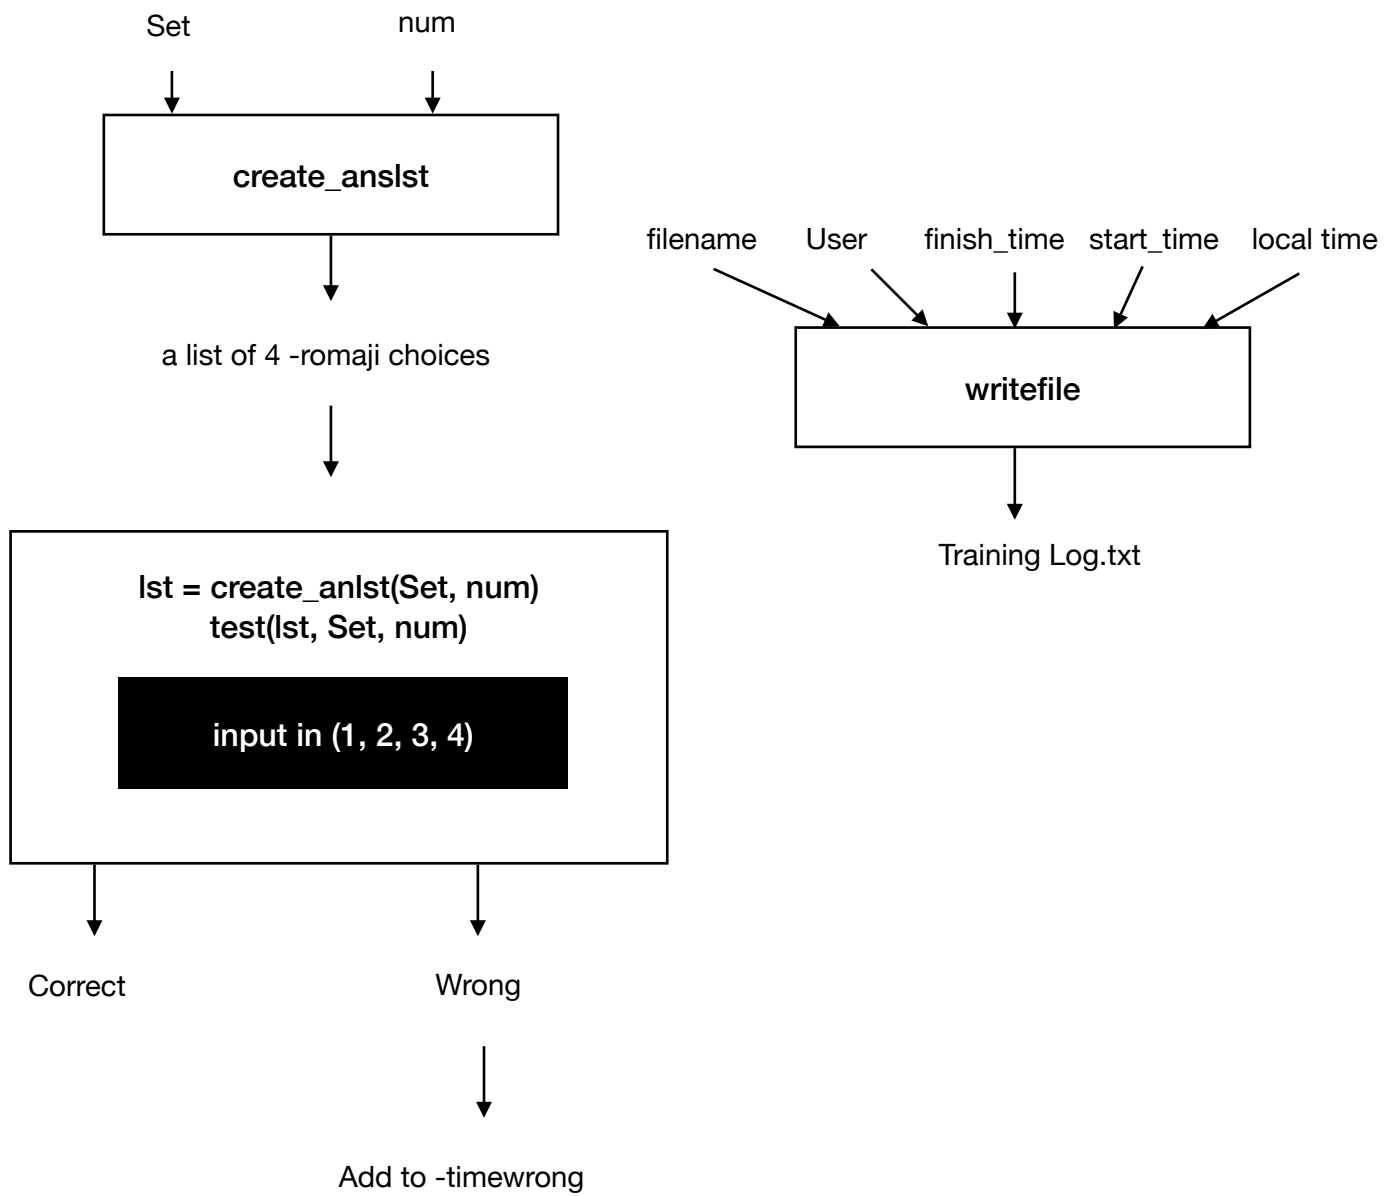 Set
num
create_anslst
a list of 4 -romaji choices
lst = create_anlst(Set, num)
test(lst, Set, num)
input in (1, 2, 3, 4)
Correct
Wrong
Add to -timewrong
filename
User
finish_time
start_time
local time
writefile
Training Log.txt